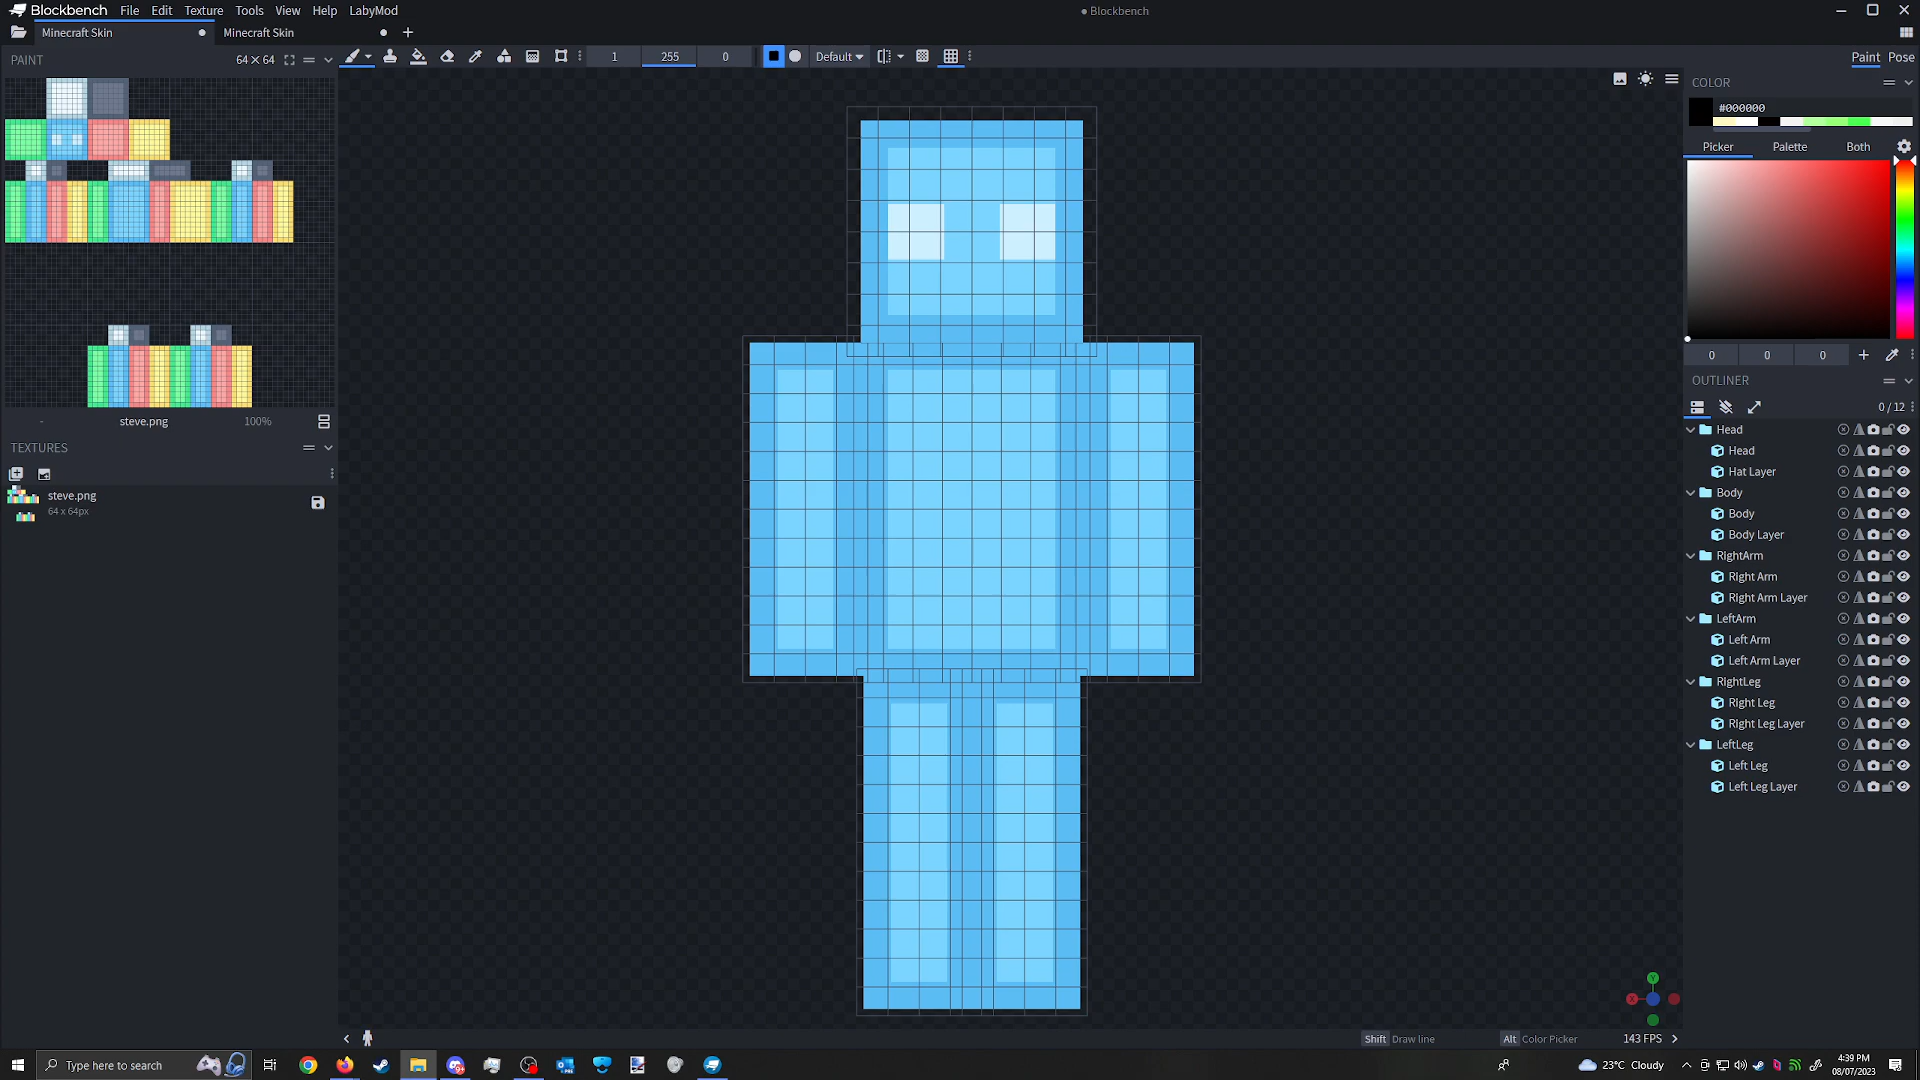 Blockbench File Edit Texture Tools View Help LabyMod
Blockbench
Minecraft Skin
Minecraft Skin
PAINT
64 × 64
1
255
0
Default
Paint
Pose
COLOR
#000000
Picker
Palette
Both
0
0
0
OUTLINER
0 / 12
Head
Head
Hat Layer
Body
Body
Body Layer
RightArm
Right Arm
Right Arm Layer
LeftArm
Left Arm
Left Arm Layer
RightLeg
Right Leg
Right Leg Layer
LeftLeg
Left Leg
Left Leg Layer
-
steve.png
100%
TEXTURES
steve.png
64 x 64px
X
Y
Shift Draw line
Alt Color Picker
143 FPS
Type here to search
23°C Cloudy
4:39 PM
08/07/2023